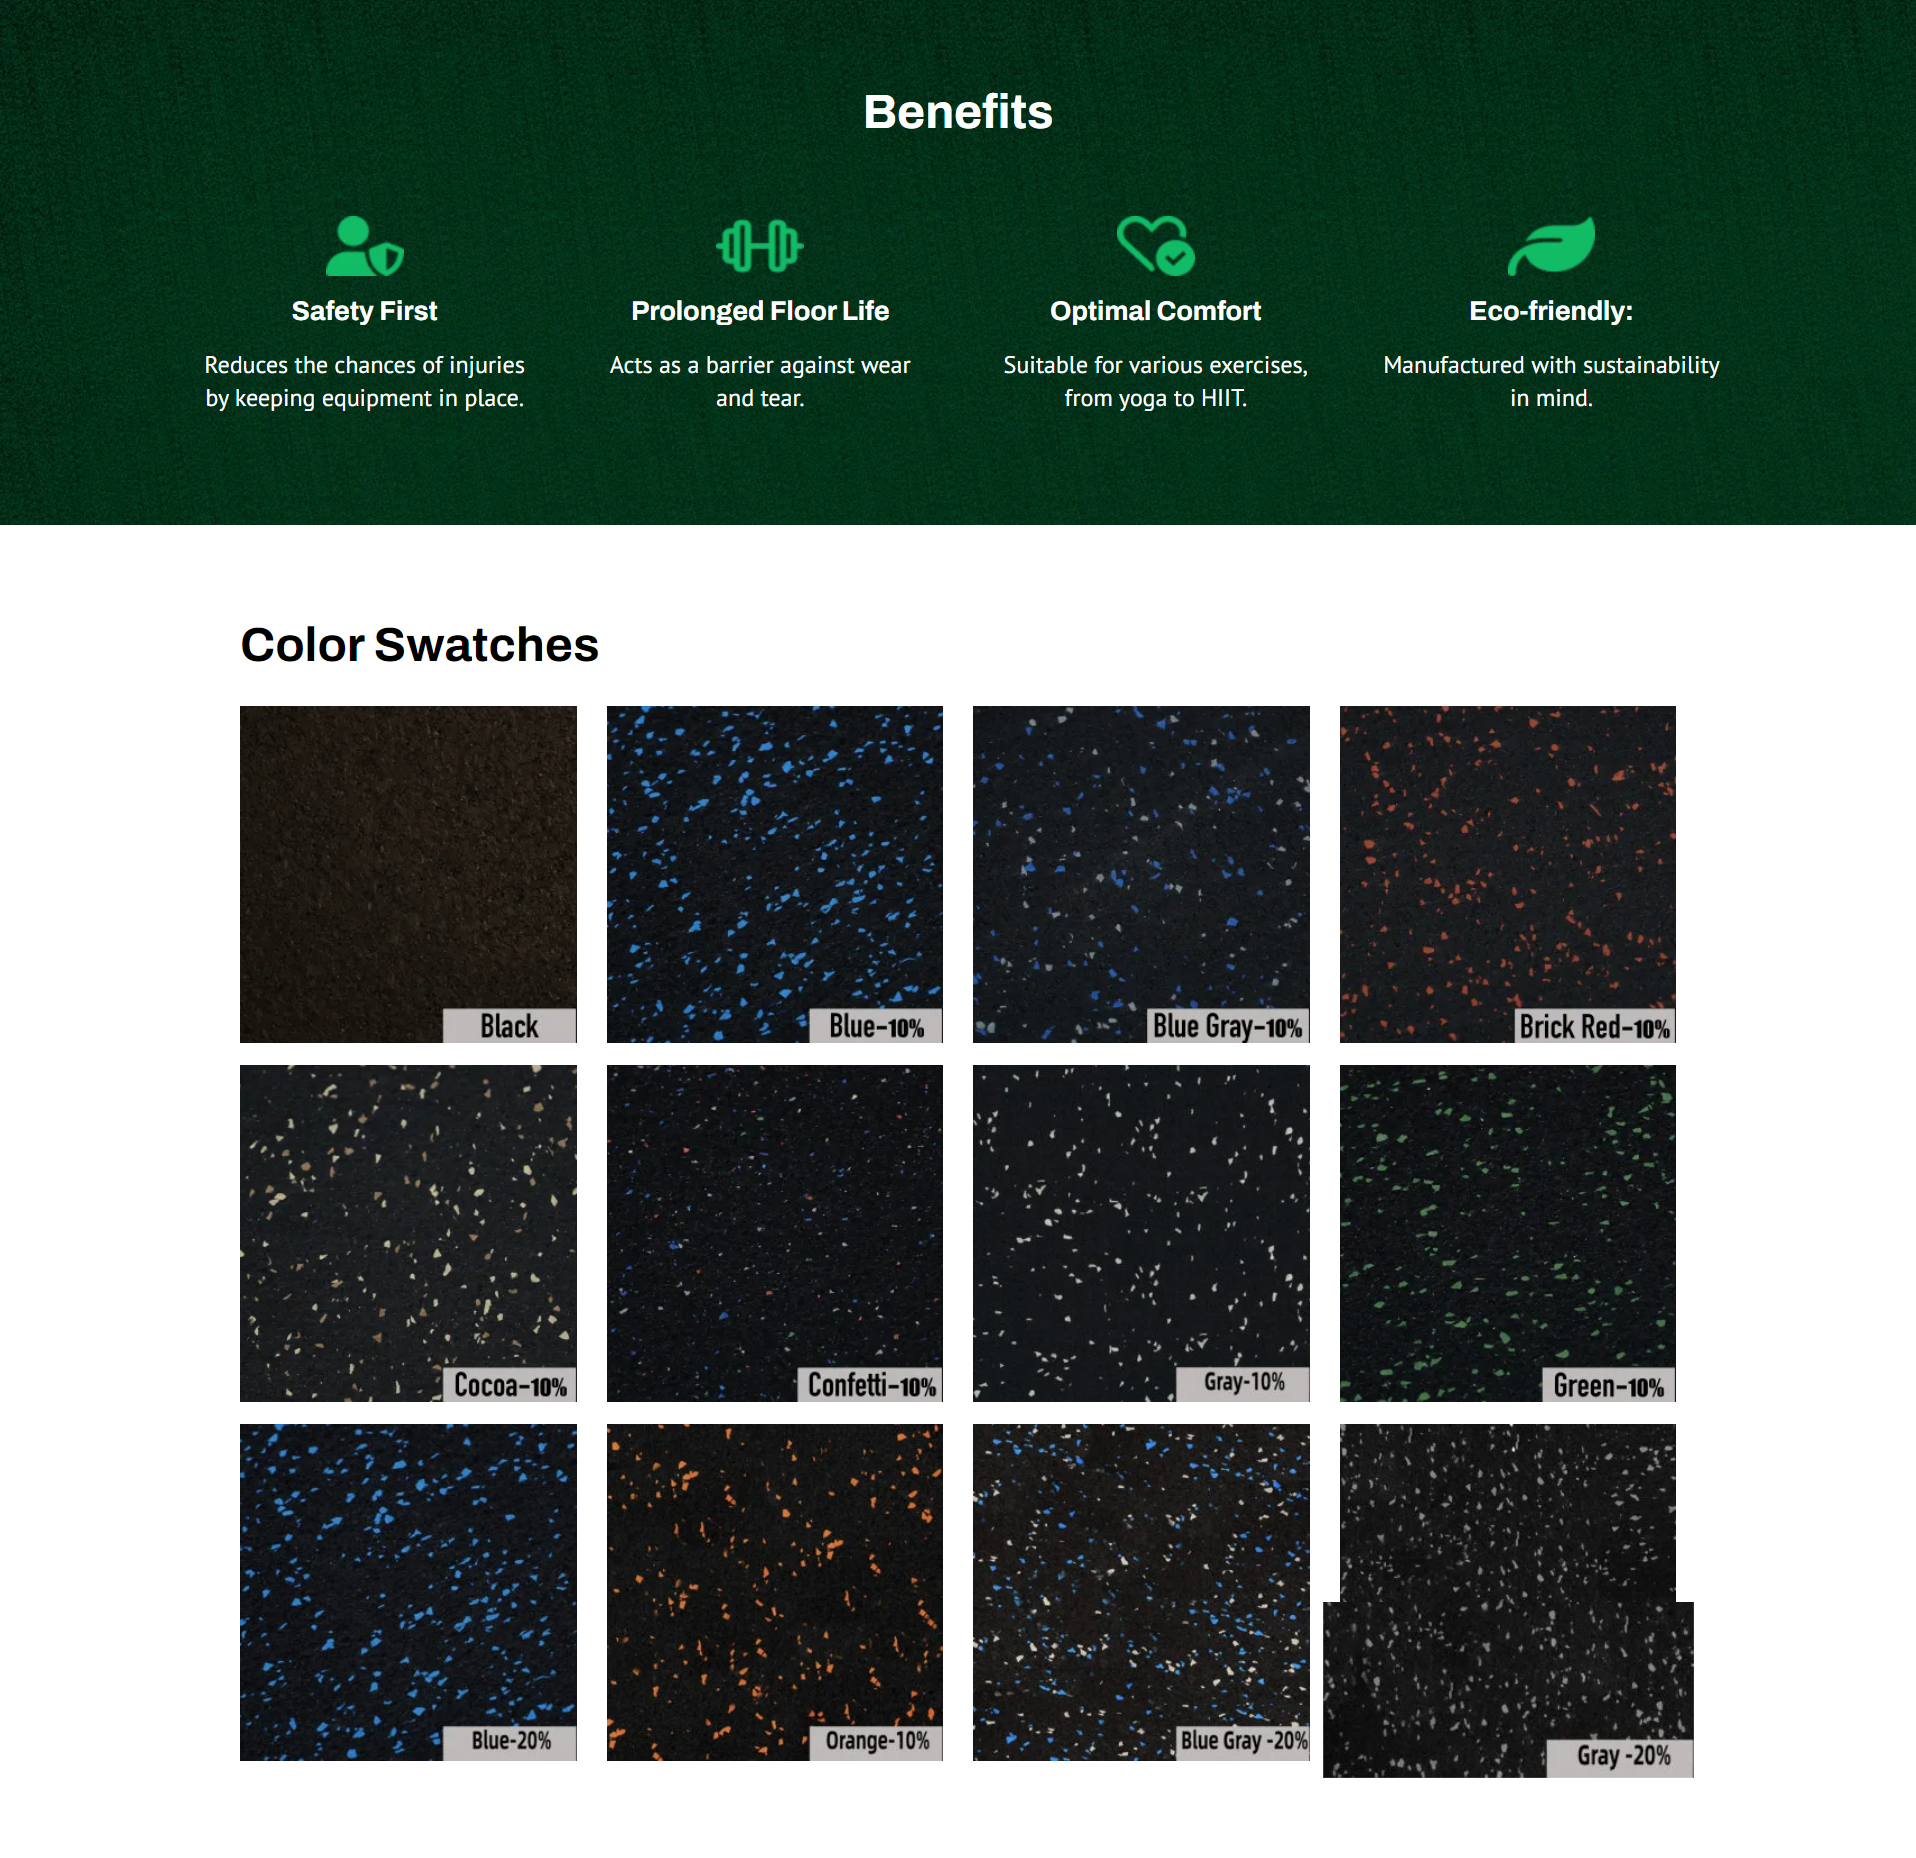 Benefits
Safety First
Reduces the chances of injuries
by keeping equipment in place.
Prolonged Floor Life
Acts as a barrier against wear
and tear.
Optimal Comfort
Suitable for various exercises,
from yoga to HIIT.
Eco-friendly:
Manufactured with sustainability
in mind.
Color Swatches
Black
Blue-10%
Blue Gray-10%
Brick Red-10%
Cocoa-10%
Confetti-10%
Gray-10%
Green-10%
Blue-20%
Orange-10%
Blue Gray -20%
Gray -20%